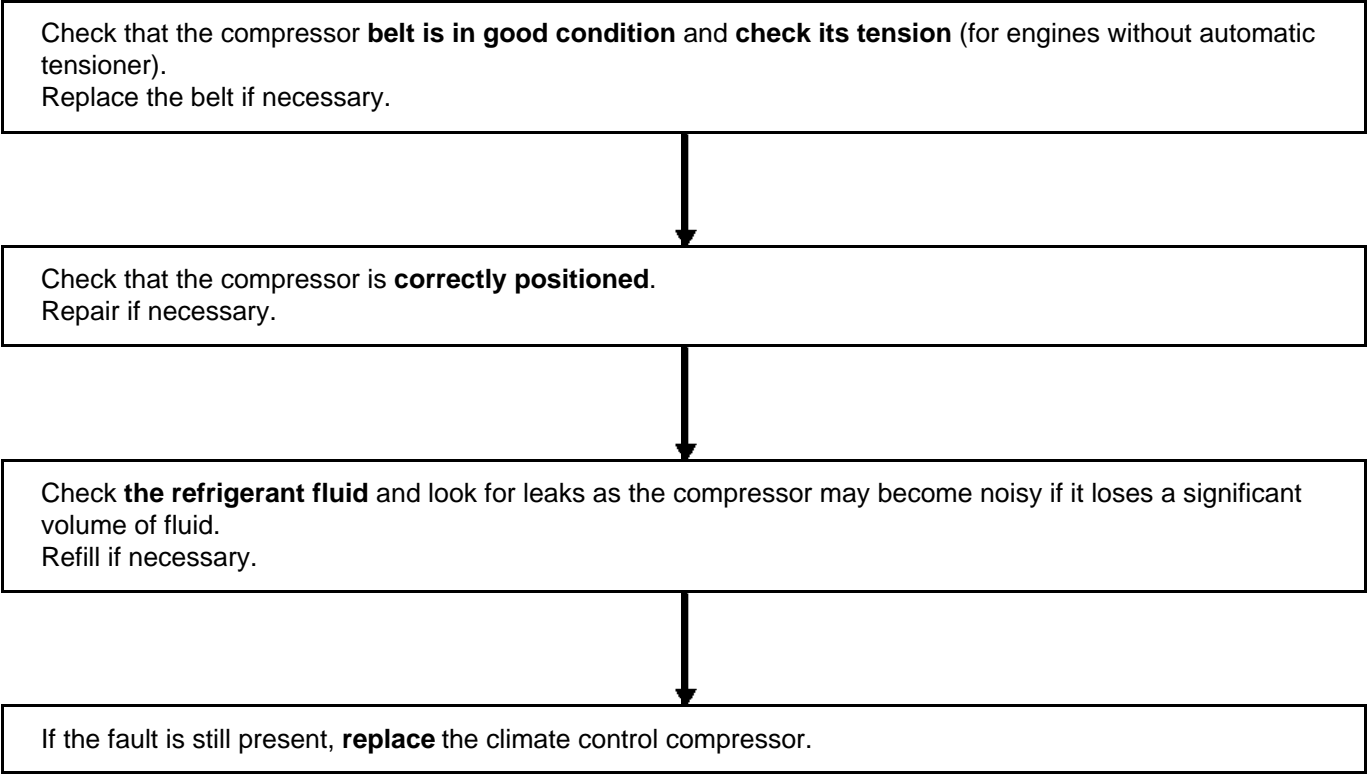 Check that the compressor belt is in good condition and check its tension (for engines without automatic
tensioner).
Replace the belt if necessary.
Check that the compressor is correctly positioned.
Repair if necessary.
Check the refrigerant fluid and look for leaks as the compressor may become noisy if it loses a significant
volume of fluid.
Refill if necessary.
If the fault is still present, replace the climate control compressor.